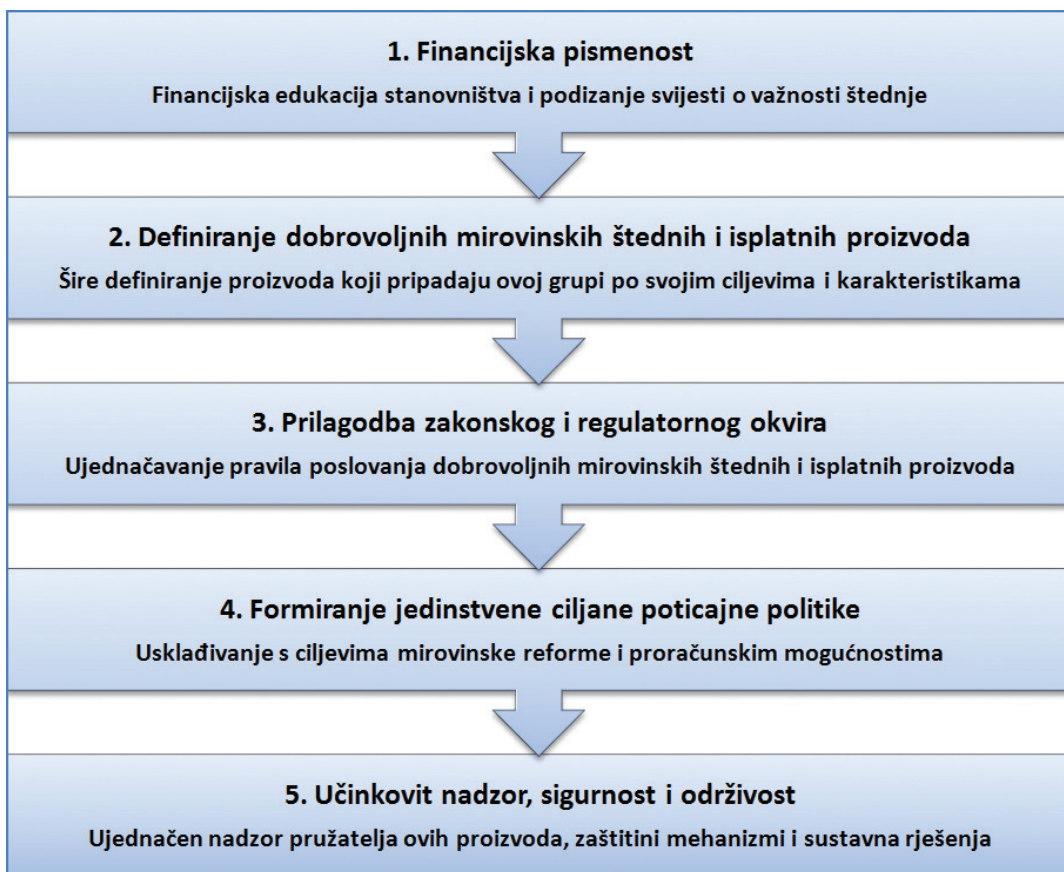 1. Financijska pismenost
Financijska edukacija stanovništva i podizanje svijesti o važnosti štednje
2. Definiranje dobrovoljnih mirovinskih štednih i isplatnih proizvoda
Šire definiranje proizvoda koji pripadaju ovoj grupi po svojim ciljevima i karakteristikama
3. Prilagodba zakonskog i regulatornog okvira
Ujednačavanje pravila poslovanja dobrovoljnih mirovinskih štednih i isplatnih proizvoda
4. Formiranje jedinstvene ciljane poticajne politike
Usklađivanje s ciljevima mirovinske reforme i proračunskim mogućnostima
5. Učinkovit nadzor, sigurnost i održivost
Ujednačen nadzor pružatelja ovih proizvoda, zaštitini mehanizmi i sustavna rješenja